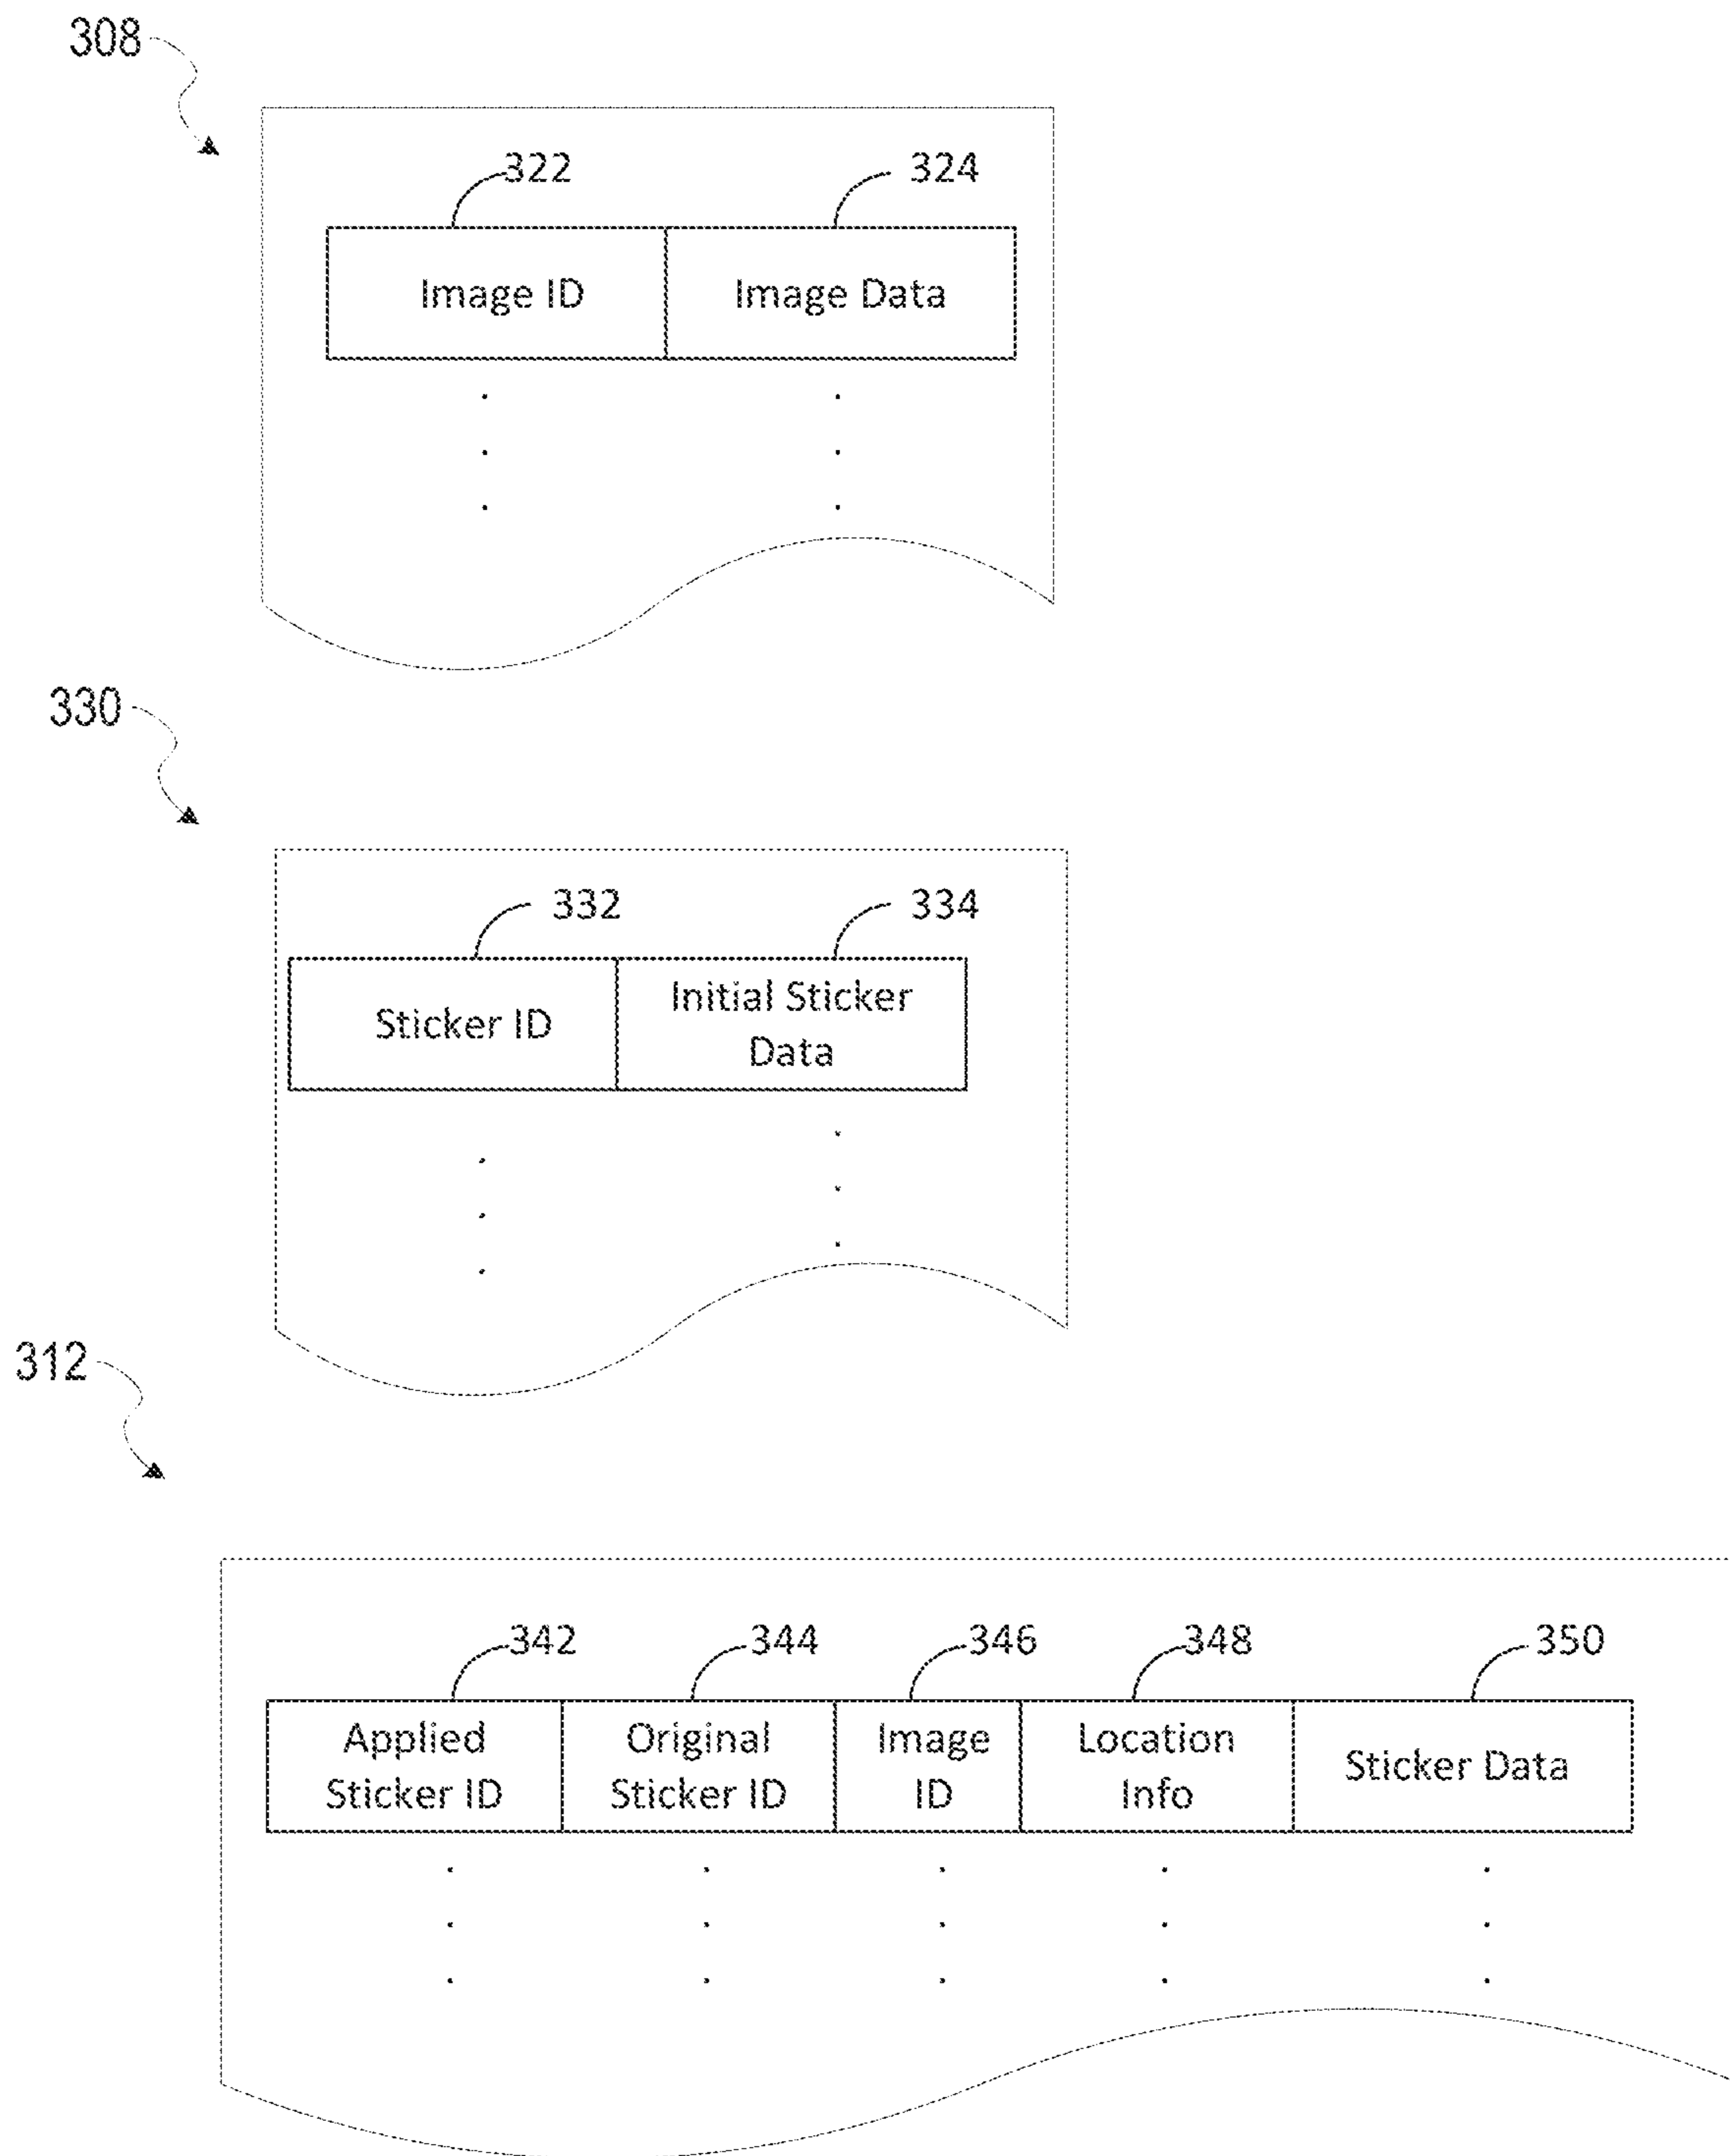 308
322 324
Image ID Image Data
330
332 334
Sticker ID Initial Sticker
Data
312
342 344 346 348 350
Applied Original Image Location Sticker Data
Sticker ID Sticker ID ID Info